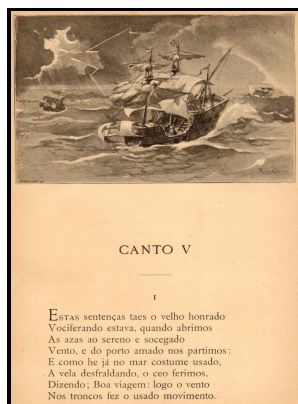 CANTO V
I
ESTAS sentenças taes o velho honrado
Vociferando estava, quando abrimos
As azas ao sereno e socegado
Vento, e do porto amado nos partimos:
E como he já no mar costume usado,
A vela desfraldando, o ceo ferimos,
Dizendo; Boa viagem: logo o vento
Nos troncos fez o usado movimento.